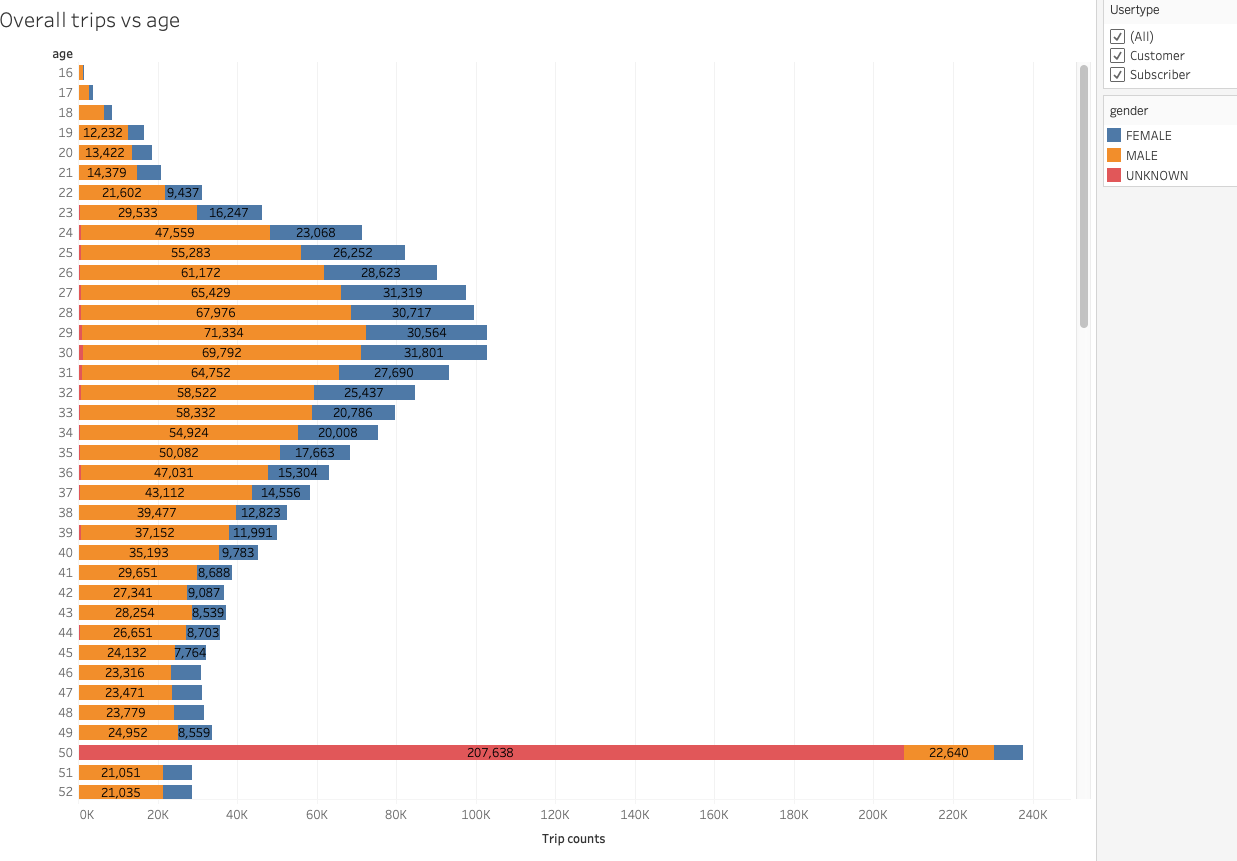 Overall trips vs age
age
16
17
18
19 12,232
20 13,422
21 14,379
22 21,602 9,437
23 29,533 16,247
24 47,559 23,068
25 55,283 26,252
26 61,172 28,623
27 65,429 31,319
28 67,976 30,717
29 71,334 30,564
30 69,792 31,801
31 64,752 27,690
32 58,522 25,437
33 58,332 20,786
34 54,924 20,008
35 50,082 17,663
36 47,031 15,304
37 43,112 14,556
38 39,477 12,823
39 37,152 11,991
40 35,193 9,783
41 29,651 8,688
42 27,341 9,087
43 28,254 8,539
44 26,651 8,703
45 24,132 7,764
46 23,316
47 23,471
48 23,779
49 24,952 8,559
50 207,638 22,640
51 21,051
52 21,035
0K 20K 40K 60K 80K 100K 120K 140K 160K 180K 200K 220K 240K
Trip counts
Usertype
(All)
Customer
Subscriber
gender
FEMALE
MALE
UNKNOWN